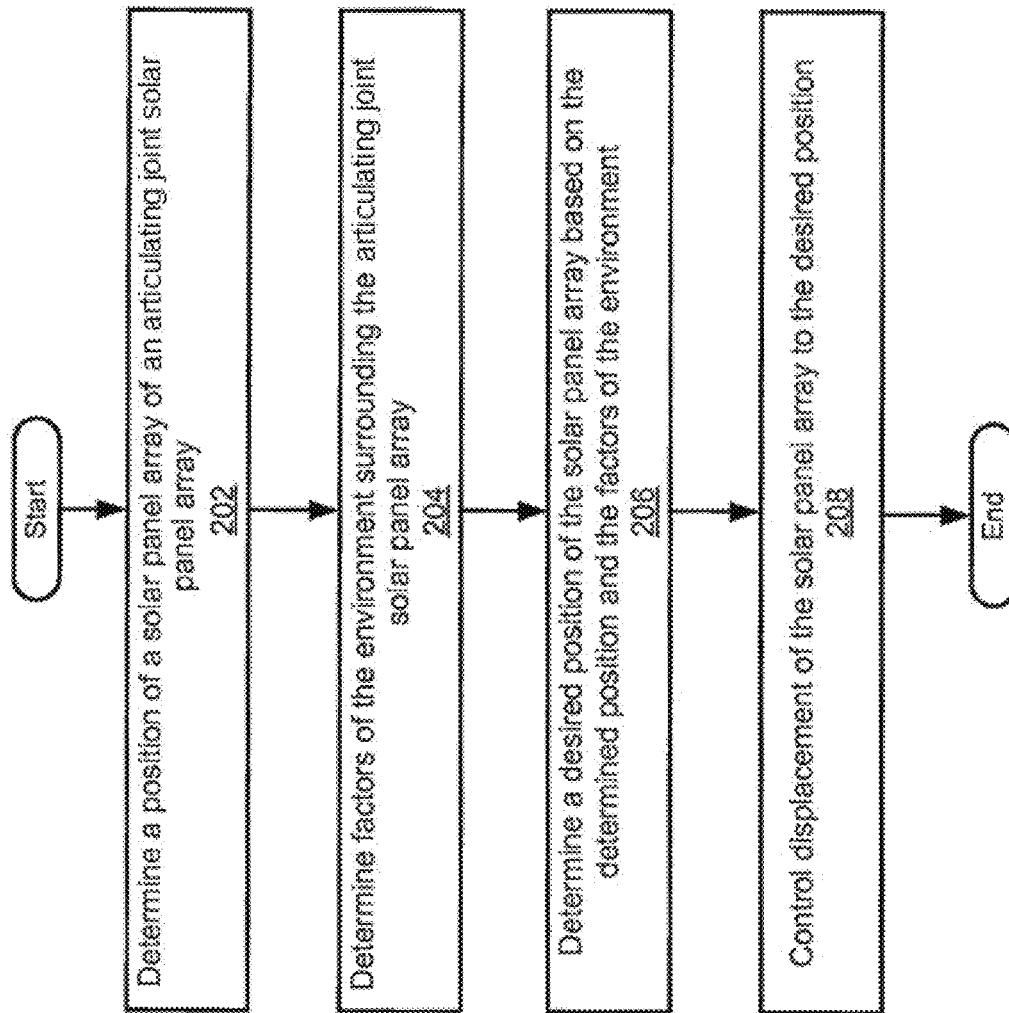 Start
Determine a position of a solar panel array of an articulating joint solar
panel array
202
Determine factors of the environment surrounding the articulating joint
solar panel array
204
Determine a desired position of the solar panel array based on the
determined position and the factors of the environment
206
Control displacement of the solar panel array to the desired position
208
End